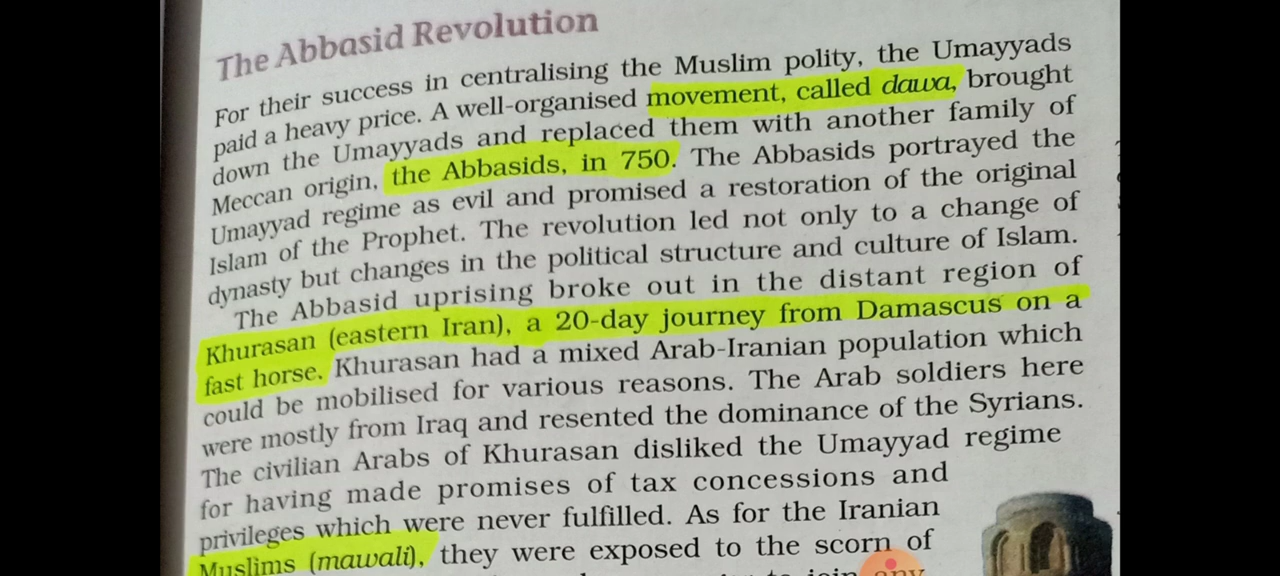 The Abbasid Revolution
For their success in centralising the Muslim polity, the Umayyads
paid a heavy price. A well-organised movement, called dawa, brought
down the Umayyads and replaced them with another family of
Meccan origin, the Abbasids, in 750. The Abbasids portrayed the
Umayyad regime as evil and promised a restoration of the original
Islam of the Prophet. The revolution led not only to a change of
dynasty but changes in the political structure and culture of Islam.
The Abbasid uprising broke out in the distant region of
Khurasan (eastern Iran), a 20-day journey from Damascus on a
fast horse. Khurasan had a mixed Arab-Iranian population which
could be mobilised for various reasons. The Arab soldiers here
were mostly from Iraq and resented the dominance of the Syrians.
The civilian Arabs of Khurasan disliked the Umayyad regime
for having made promises of tax concessions and
privileges which were never fulfilled. As for the Iranian
Muslims (mawali), they were exposed to the scorn of
to join any